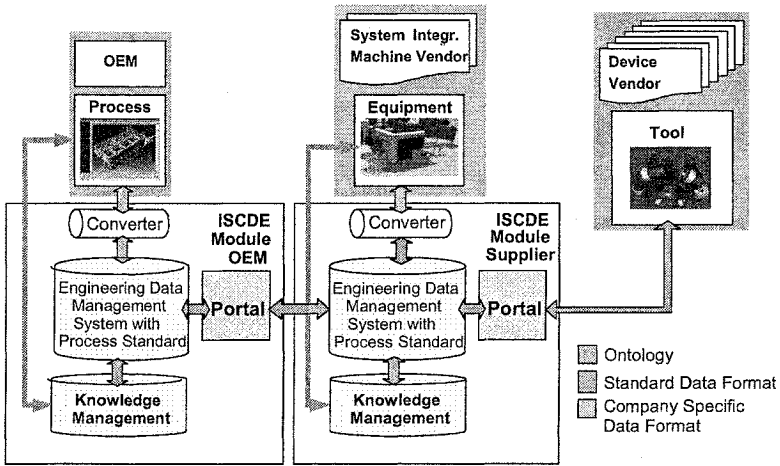 OEM
Process
System Integr.
Machine Vendor
Equipment
Device
Vendor
Tool
Converter
ISCDE
Module
OEM
Engineering Data
Management
System with
Process Standard
Portal
Knowledge
Management
Converter
ISCDE
Module
Supplier
Engineering Data
Management
System with
Process Standard
Portal
Knowledge
Management
Ontology
Standard Data Format
Company Specific
Data Format